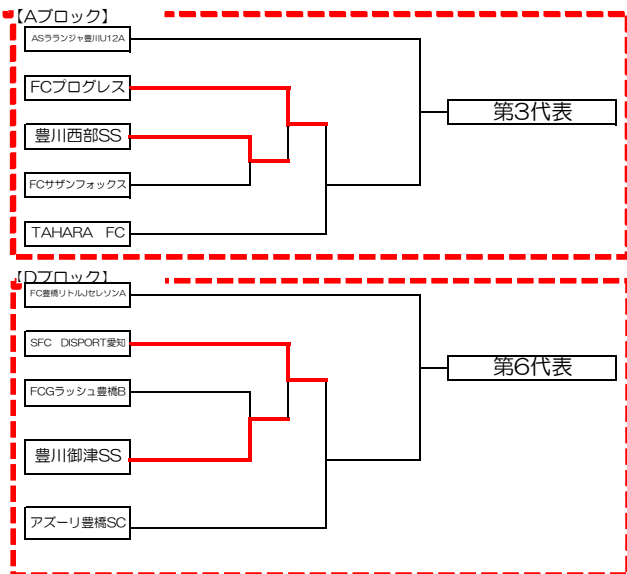 【Aブロック】
ASラランジャ豊川U12A
FCプログレス
第3代表
豊川西部SS
FCサザンフォックス
TAHARA　FC
【Dブロック】
FC豊橋リトルJセレソンA
SFC　DISPORT愛知
第6代表
FCGラッシュ豊橋B
豊川御津SS
アズーリ豊橋SC